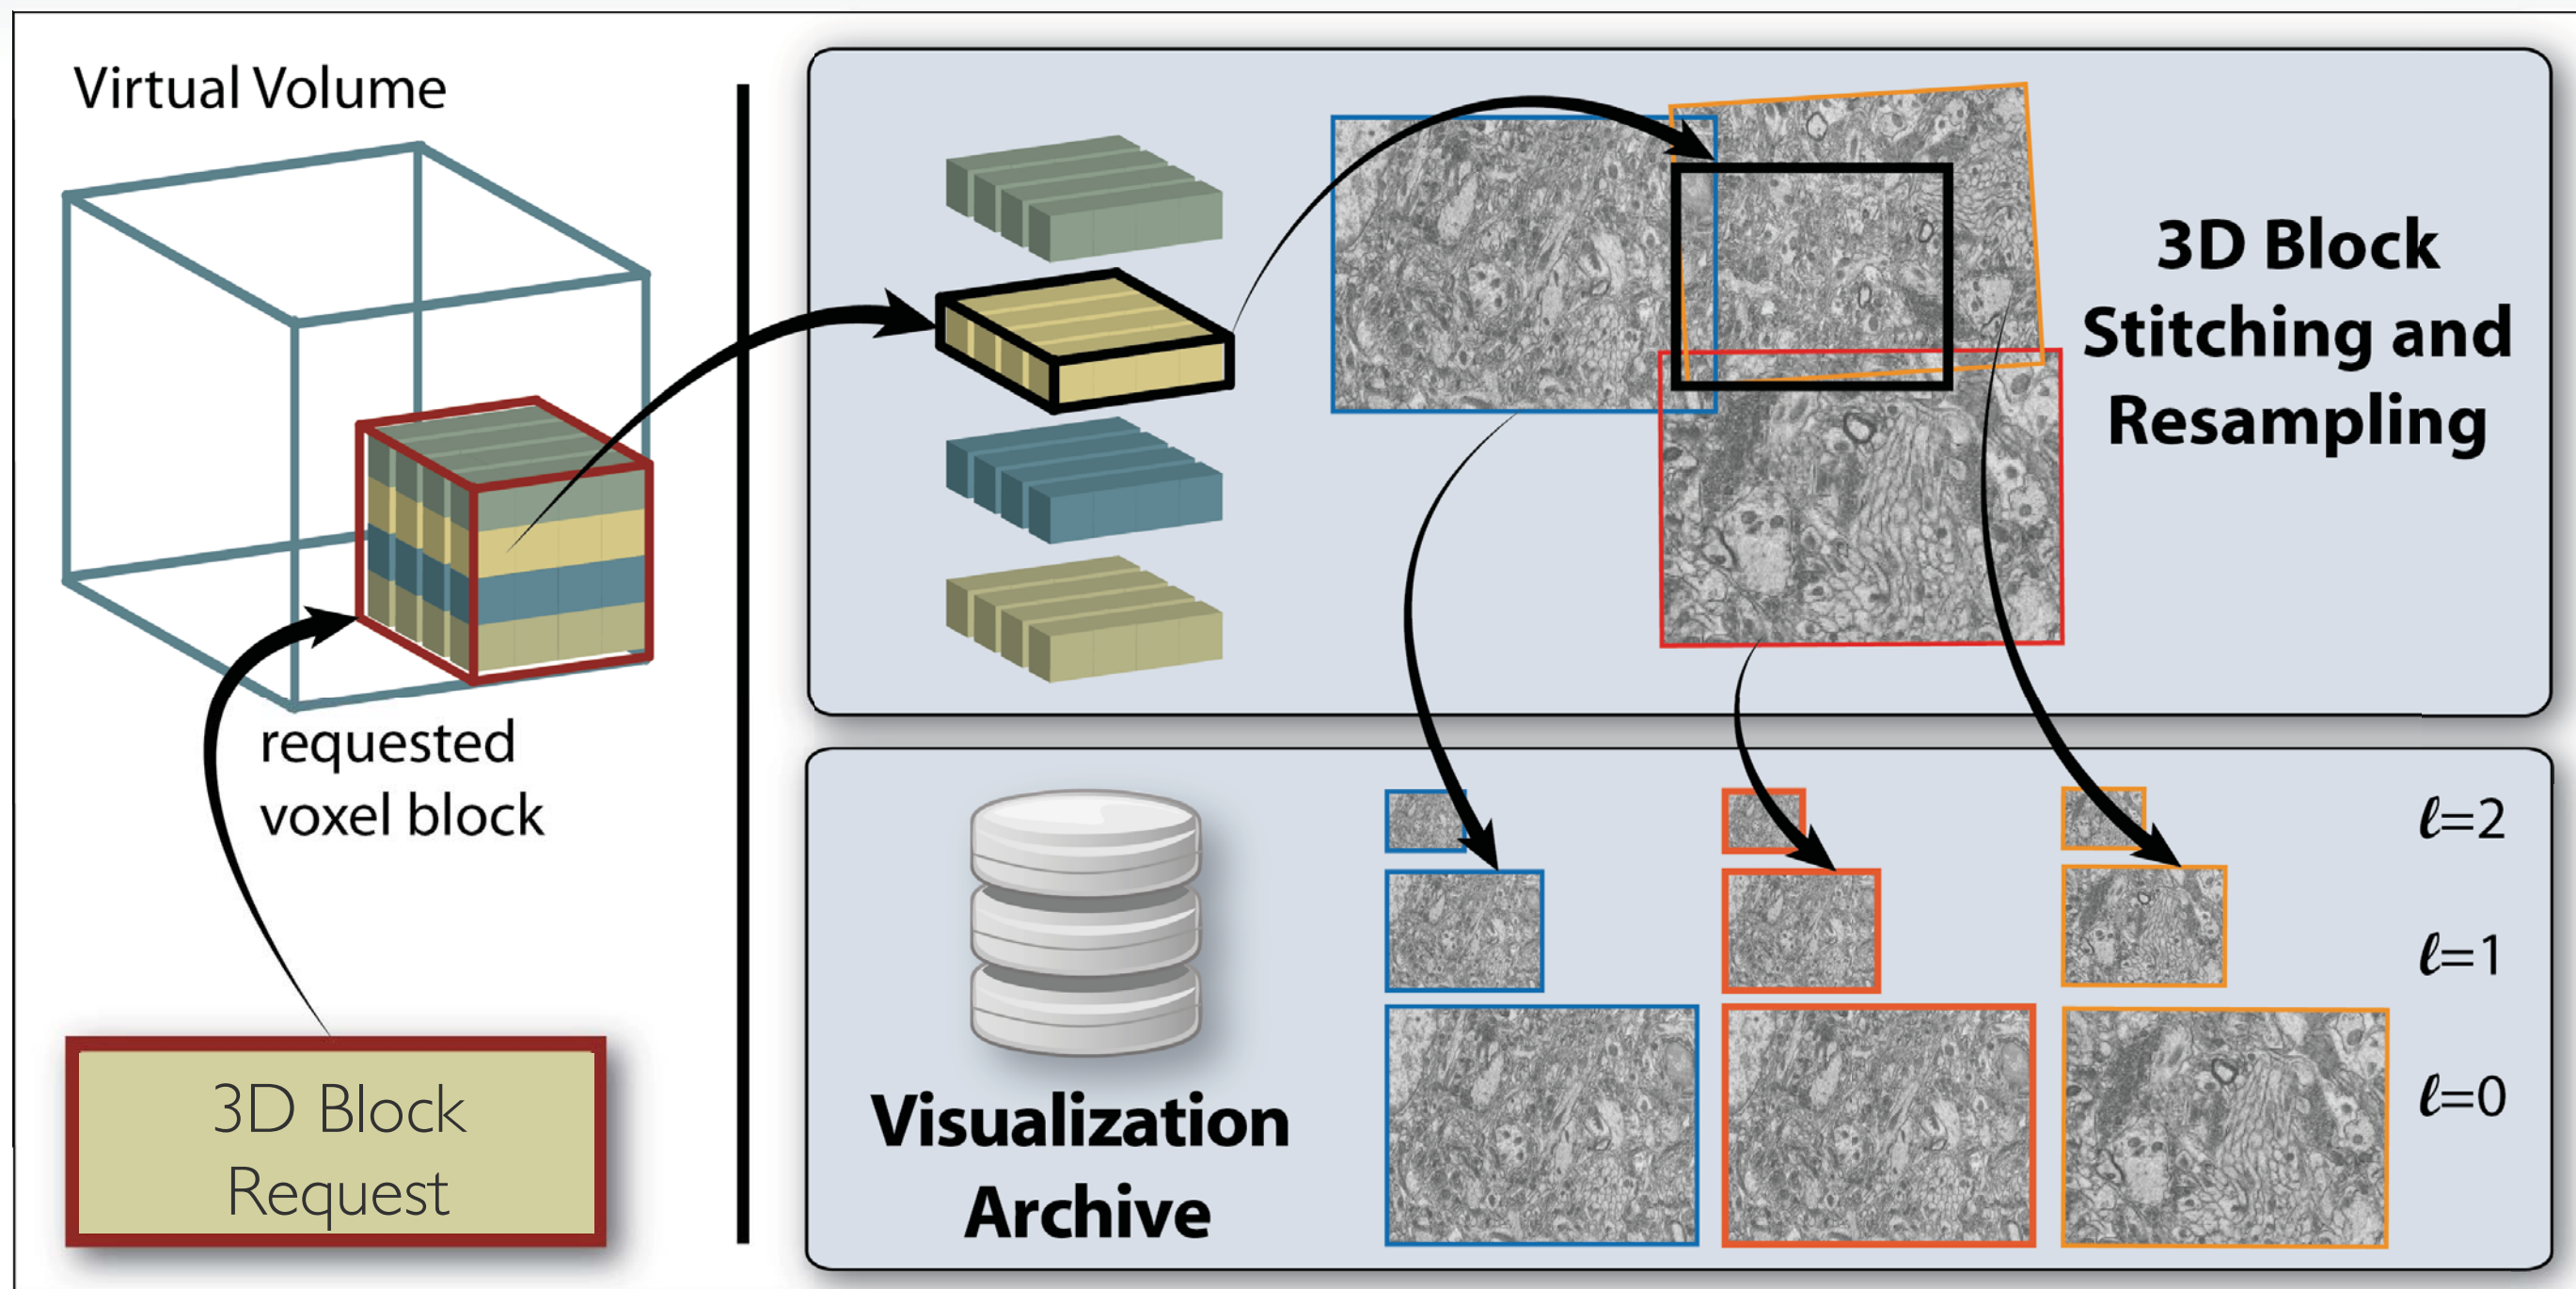 Virtual Volume
requested
voxel block
3D Block
Request
3D Block
Stitching and
Resampling
Visualization
Archive
ℓ=2
ℓ=1
ℓ=0